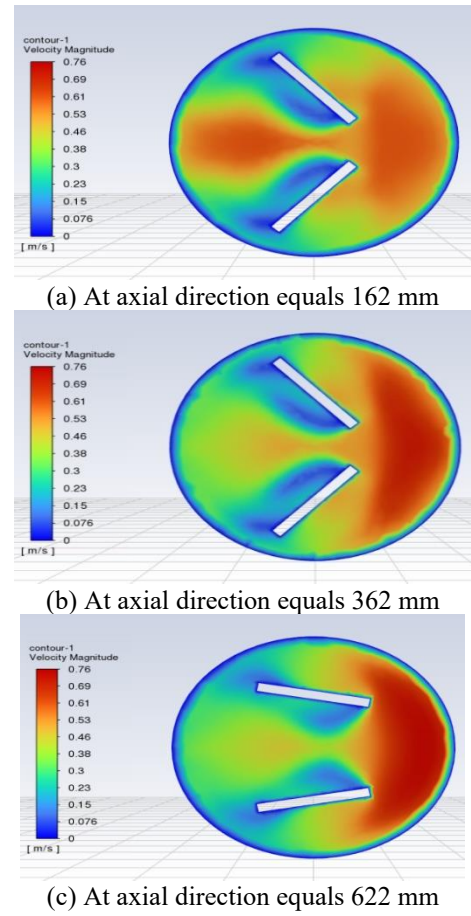 contour-1
Velocity Magnitude
0.76
0.69
0.61
0.53
0.46
0.38
0.3
0.23
0.15
0.076
0
[ m/s ]
(a) At axial direction equals 162 mm
contour-1
Velocity Magnitude
0.76
0.69
0.61
0.53
0.46
0.38
0.3
0.23
0.15
0.076
0
[ m/s ]
(b) At axial direction equals 362 mm
contour-1
Velocity Magnitude
0.76
0.69
0.61
0.53
0.46
0.38
0.3
0.23
0.15
0.076
0
[ m/s ]
(c) At axial direction equals 622 mm